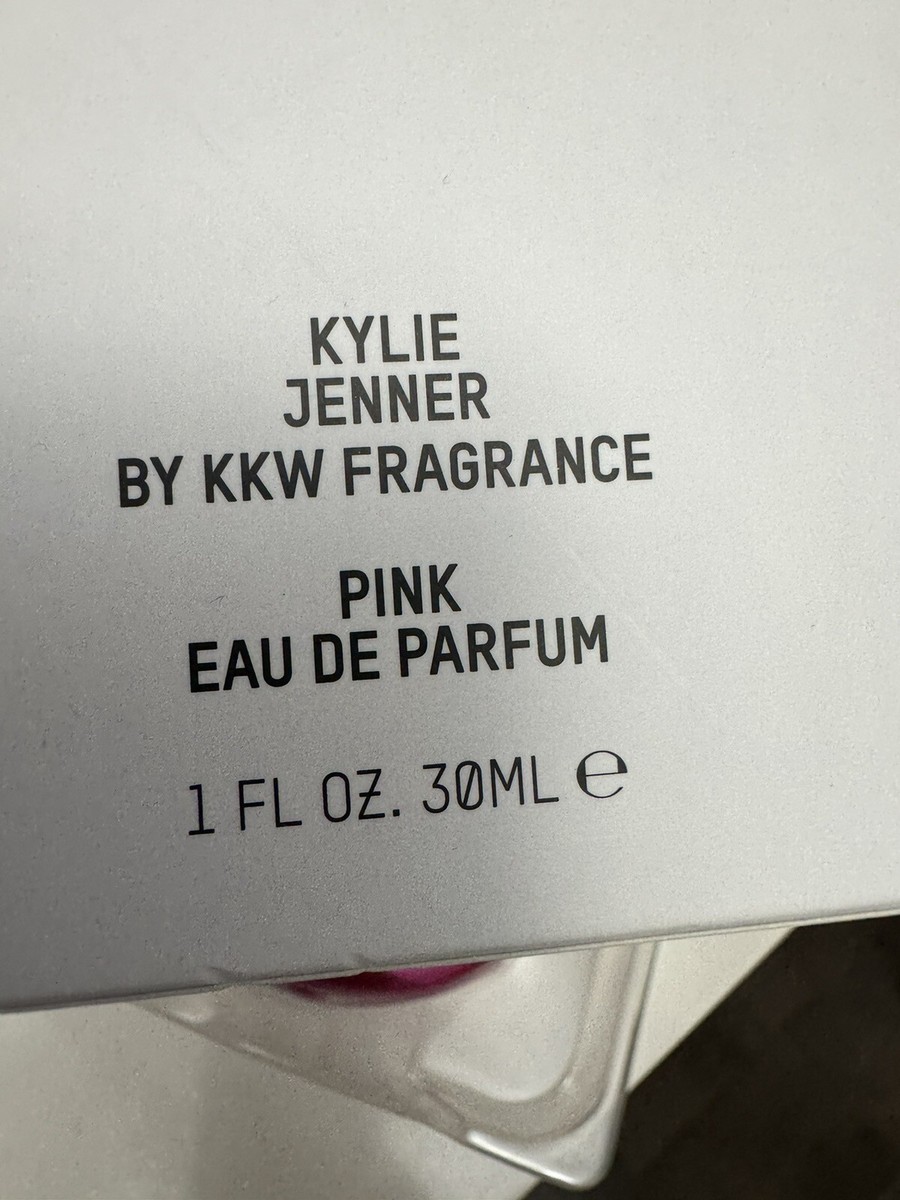 KYLIE
JENNER
BY KKW FRAGRANCE
PINK
EAU DE PARFUM
1 FL OZ. 30ML ℮